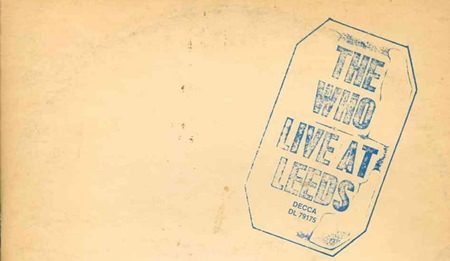 THE
WHO
LIVE AT
LEEDS
DECCA
DL 79175